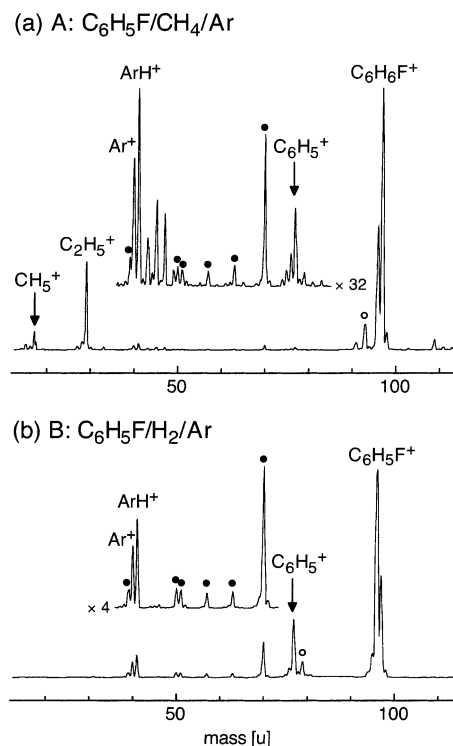 (a) A: C₆H₅F/CH₄/Ar
ArH⁺
C₆H₆F⁺
Ar⁺
C₆H₅⁺
C₂H₅⁺
CH₅⁺
× 32
50 100
(b) B: C₆H₅F/H₂/Ar
C₆H₅F⁺
ArH⁺
Ar⁺
C₆H₅⁺
× 4
50 100
mass [u]